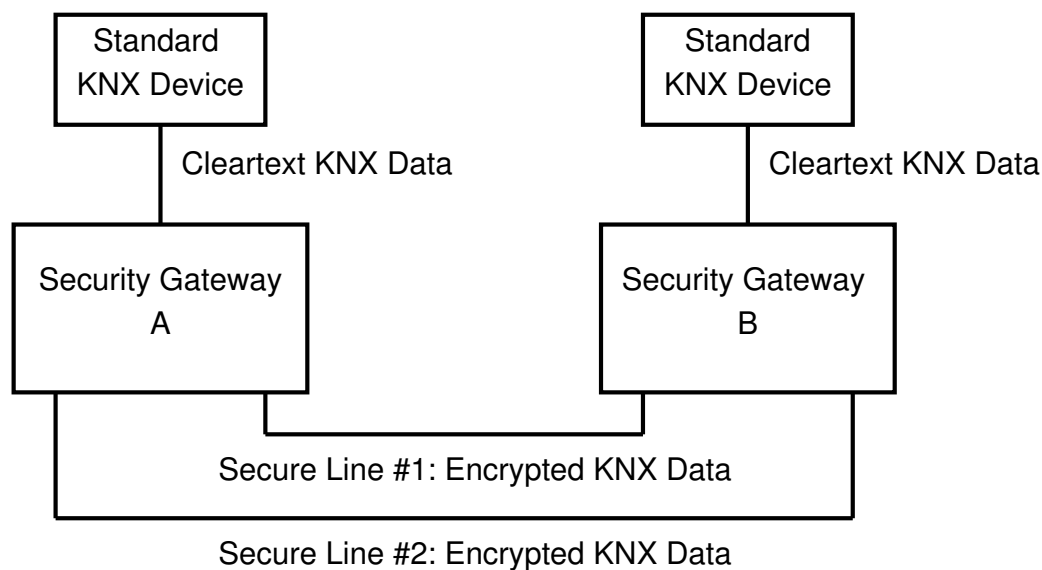 Standard
KNX Device
Standard
KNX Device
Cleartext KNX Data
Cleartext KNX Data
Security Gateway
A
Security Gateway
B
Secure Line #1: Encrypted KNX Data
Secure Line #2: Encrypted KNX Data